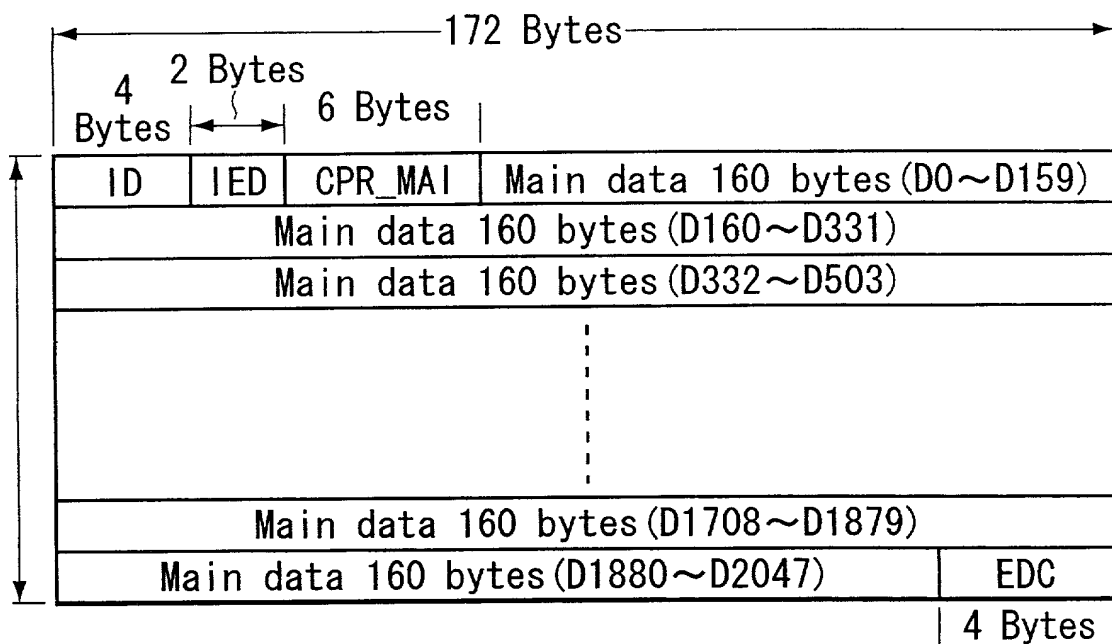 172 Bytes
4 Bytes
2 Bytes
6 Bytes
ID IED CPR_MAI Main data 160 bytes(D0~D159)
Main data 160 bytes(D160~D331)
Main data 160 bytes(D332~D503)
Main data 160 bytes(D1708~D1879)
Main data 160 bytes(D1880~D2047) EDC
4 Bytes